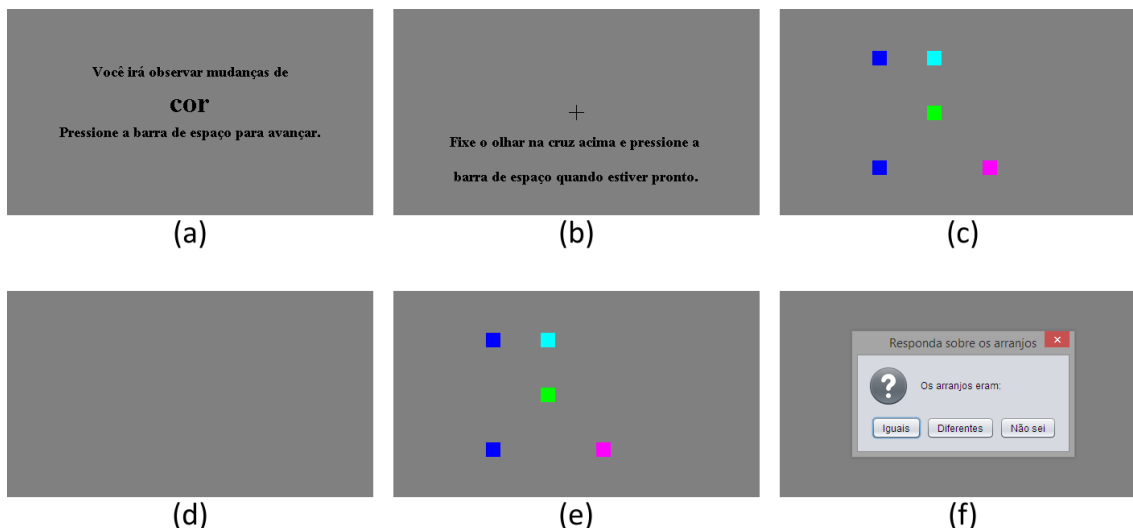 Você irá observar mudanças de
cor
Pressione a barra de espaço para avançar.
(a)
Fixe o olhar na cruz acima e pressione a
barra de espaço quando estiver pronto.
(b)
(c)
(d)
(e)
Responda sobre os arranjos
?
Os arranjos eram:
Iguais Diferentes Não sei
(f)